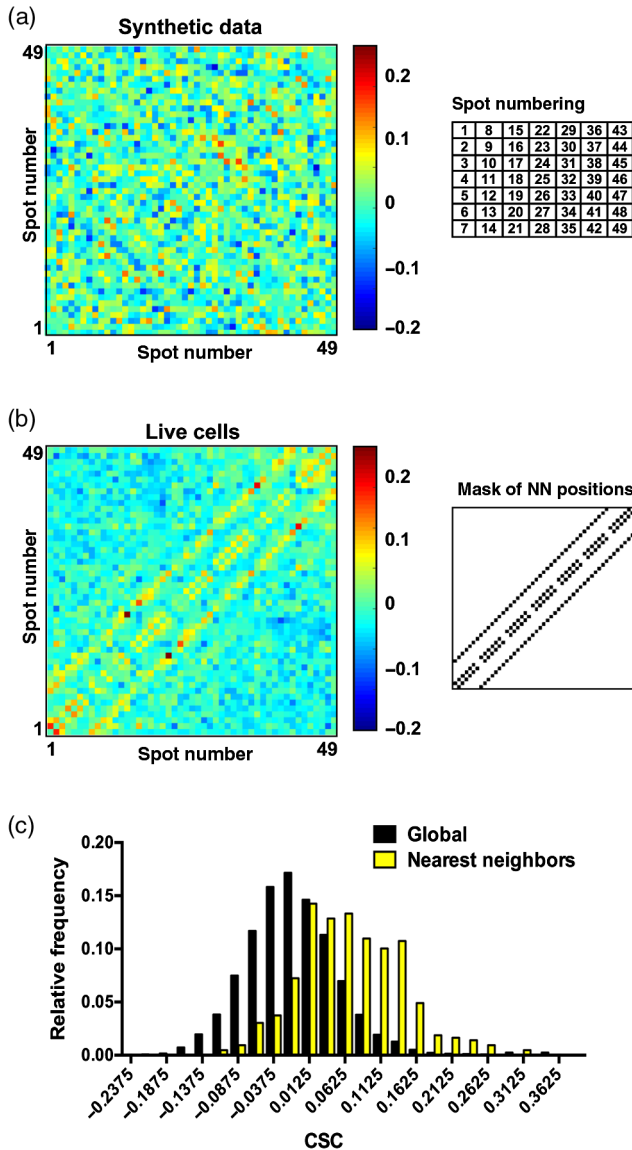 (a)
Synthetic data
49
Spot number
1
1
Spot number
49
0.2
0.1
0
−0.1
−0.2
Spot numbering
1 8 15 22 29 36 43
2 9 16 23 30 37 44
3 10 17 24 31 38 45
4 11 18 25 32 39 46
5 12 19 26 33 40 47
6 13 20 27 34 41 48
7 14 21 28 35 42 49
(b)
Live cells
49
Spot number
1
1
Spot number
49
0.2
0.1
0
−0.1
−0.2
Mask of NN positions
(c)
Global
Nearest neighbors
Relative frequency
0.20
0.15
0.10
0.05
0.00
−0.2375
−0.1875
−0.1375
−0.0875
−0.0375
0.0125
0.0625
0.1125
0.1625
0.2125
0.2625
0.3125
0.3625
CSC